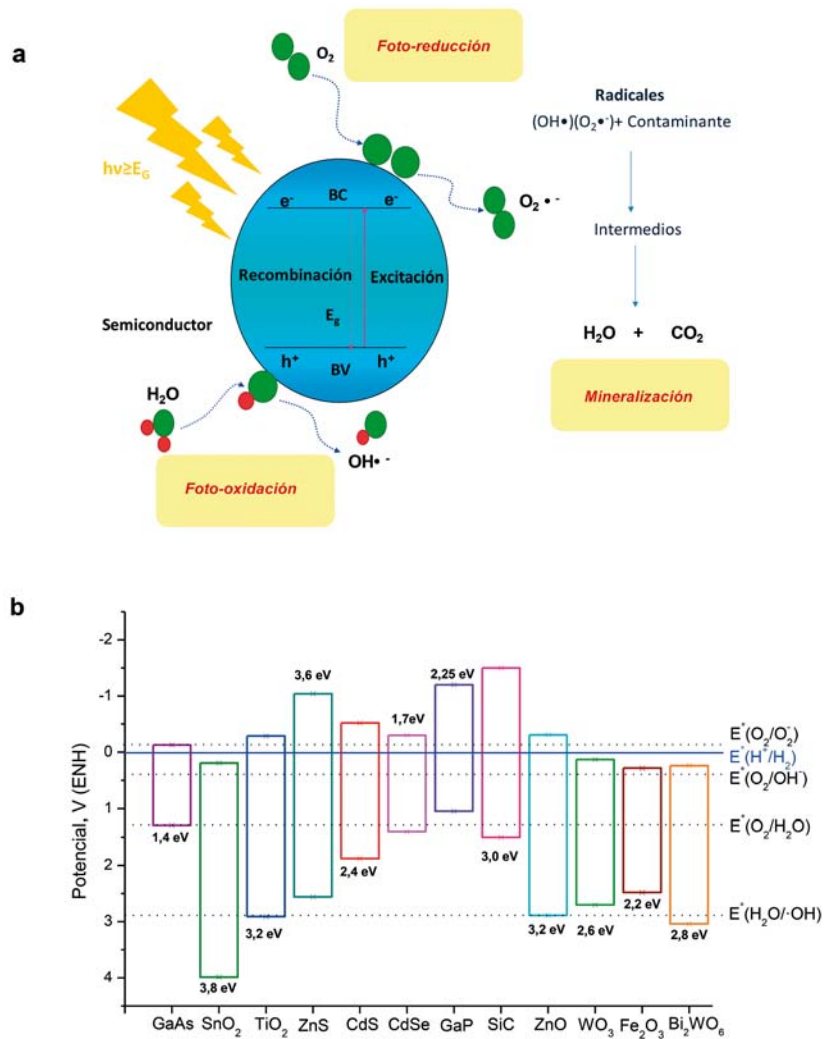 a
O₂
Foto-reducción
Radicales
(OH•)(O₂•⁻)+ Contaminante
hν≥E_G
e⁻ BC e⁻
O₂ • ⁻
Intermedios
Recombinación Excitación
E_g
Semiconductor
H₂O + CO₂
h⁺ BV h⁺
H₂O
Mineralización
OH• ⁻
Foto-oxidación
b
Potencial, V (ENH)
-2
-1
0
1
2
3
4
1,4 eV
3,8 eV
3,2 eV
3,6 eV
2,4 eV
1,7eV
2,25 eV
3,0 eV
3,2 eV
2,6 eV
2,2 eV
2,8 eV
E°(O₂/O₂⁻)
E°(H⁺/H₂)
E°(O₂/OH⁻)
E°(O₂/H₂O)
E°(H₂O/·OH)
GaAs SnO₂ TiO₂ ZnS CdS CdSe GaP SiC ZnO WO₃ Fe₂O₃ Bi₂WO₆